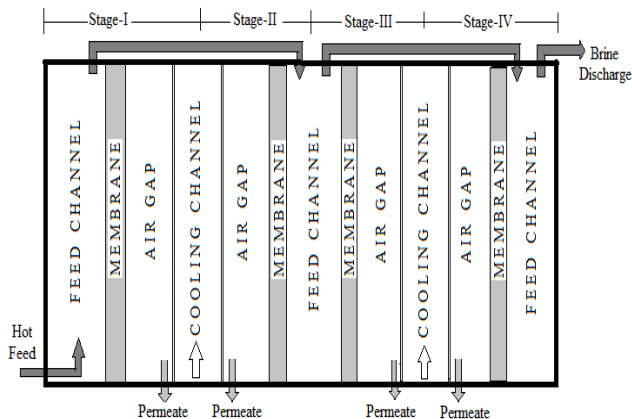 Stage-I
Stage-II
Stage-III
Stage-IV
Brine
Discharge
FEED CHANNEL
MEMBRANE
AIR GAP
COOLING CHANNEL
AIR GAP
MEMBRANE
FEED CHANNEL
MEMBRANE
AIR GAP
COOLING CHANNEL
AIR GAP
MEMBRANE
FEED CHANNEL
Hot
Feed
Permeate
Permeate
Permeate
Permeate